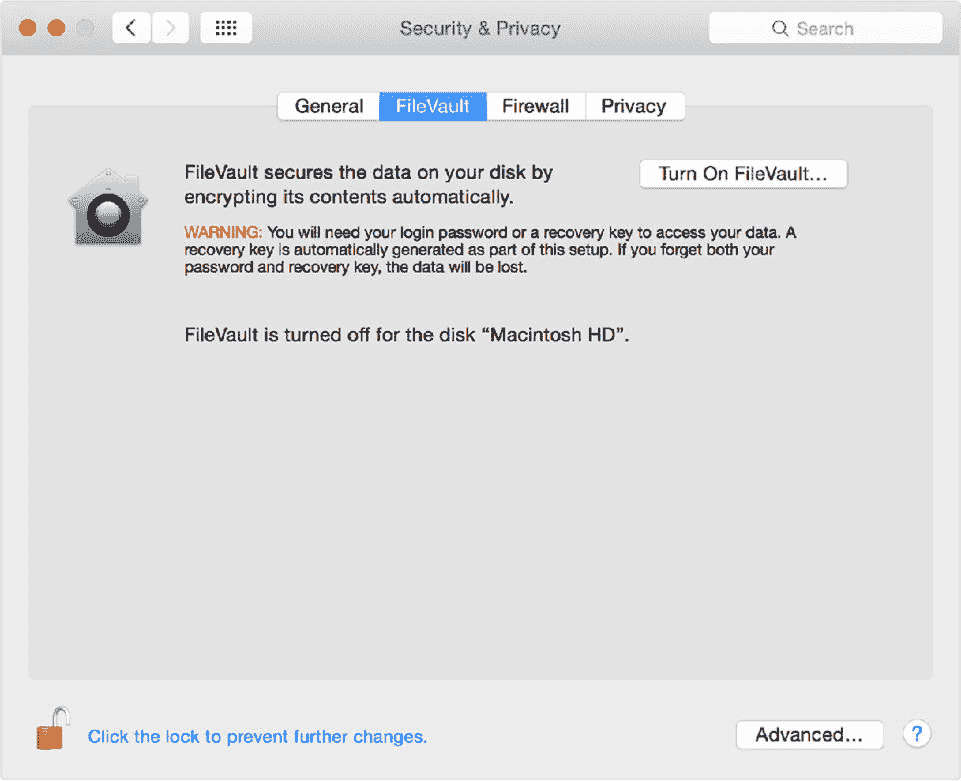 Security & Privacy
Search
General
FileVault
Firewall
Privacy
FileVault secures the data on your disk by
encrypting its contents automatically.
Turn On FileVault...
WARNING: You will need your login password or a recovery key to access your data. A
recovery key is automatically generated as part of this setup. If you forget both your
password and recovery key, the data will be lost.
FileVault is turned off for the disk “Macintosh HD”.
Click the lock to prevent further changes.
Advanced...
?